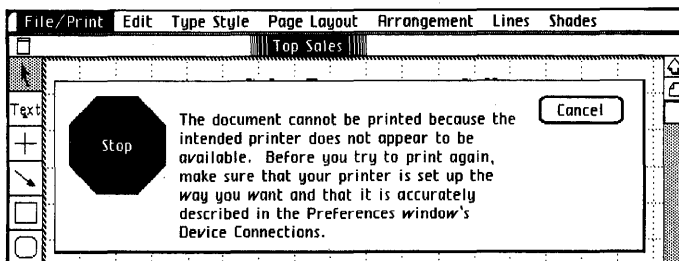 File/Print Edit Type Style Page Layout Arrangement Lines Shades
Top Sales
Text
Stop
The document cannot be printed because the
intended printer does not appear to be
available. Before you try to print again,
make sure that your printer is set up the
way you want and that it is accurately
described in the Preferences window's
Device Connections.
Cancel